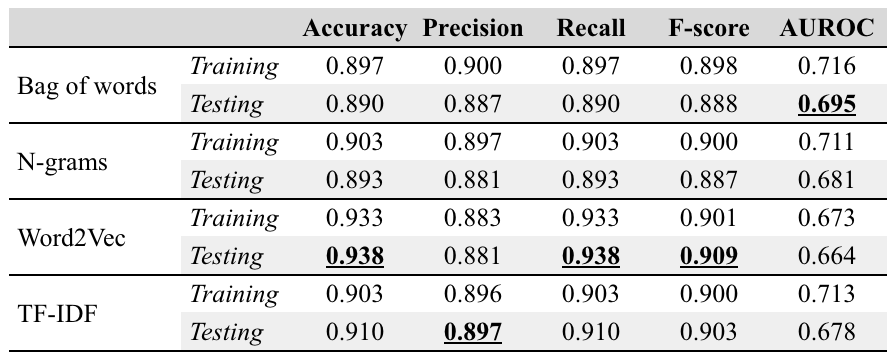 Accuracy Precision Recall F-score AUROC
Bag of words
Training 0.897 0.900 0.897 0.898 0.716
Testing 0.890 0.887 0.890 0.888 0.695
N-grams
Training 0.903 0.897 0.903 0.900 0.711
Testing 0.893 0.881 0.893 0.887 0.681
Word2Vec
Training 0.933 0.883 0.933 0.901 0.673
Testing 0.938 0.881 0.938 0.909 0.664
TF-IDF
Training 0.903 0.896 0.903 0.900 0.713
Testing 0.910 0.897 0.910 0.903 0.678